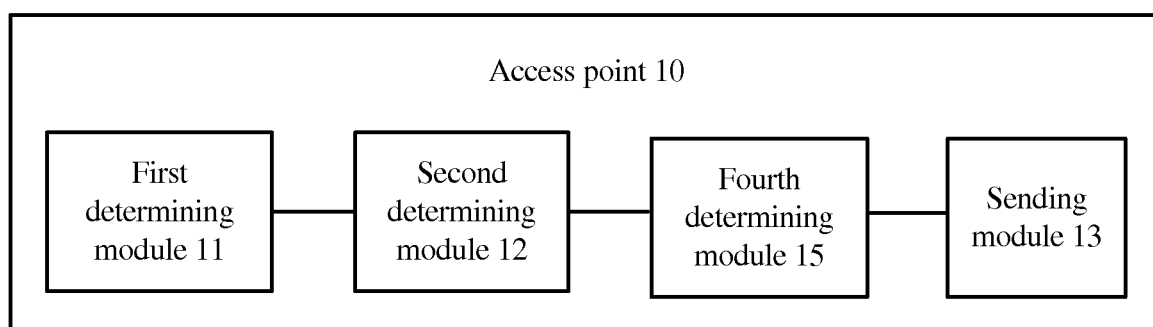 Access point 10
First
determining
module 11
Second
determining
module 12
Fourth
determining
module 15
Sending
module 13